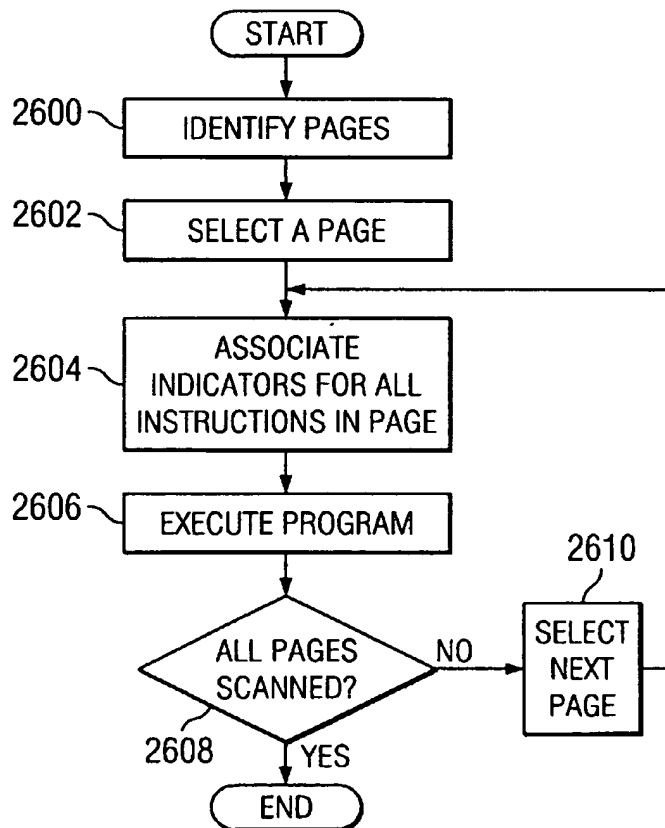 START
2600
IDENTIFY PAGES
2602
SELECT A PAGE
2604
ASSOCIATE
INDICATORS FOR ALL
INSTRUCTIONS IN PAGE
2606
EXECUTE PROGRAM
2610
ALL PAGES
SCANNED?
NO
SELECT
NEXT
PAGE
2608
YES
END